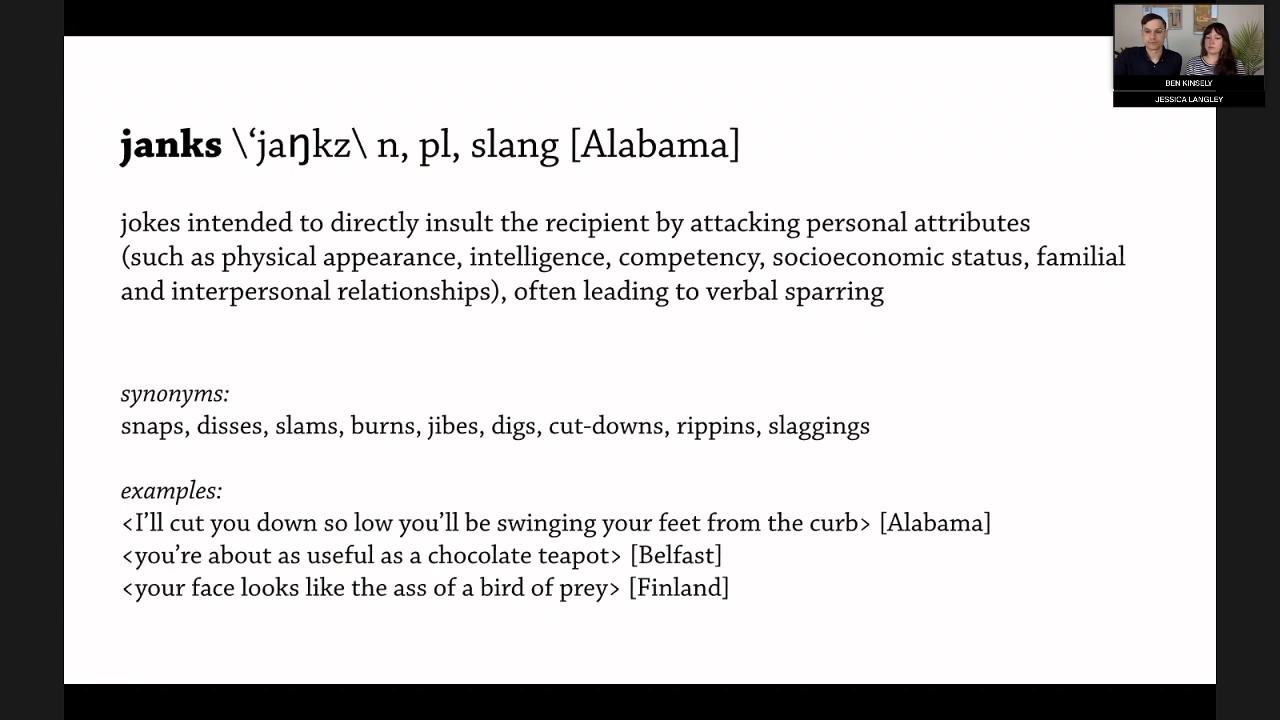 BEN KINSELY
JESSICA LANGLEY
janks \‘jaŋkz\ n, pl, slang [Alabama]
jokes intended to directly insult the recipient by attacking personal attributes
(such as physical appearance, intelligence, competency, socioeconomic status, familial
and interpersonal relationships), often leading to verbal sparring
synonyms:
snaps, disses, slams, burns, jibes, digs, cut-downs, rippins, slaggings
examples:
<I’ll cut you down so low you’ll be swinging your feet from the curb> [Alabama]
<you’re about as useful as a chocolate teapot> [Belfast]
<your face looks like the ass of a bird of prey> [Finland]